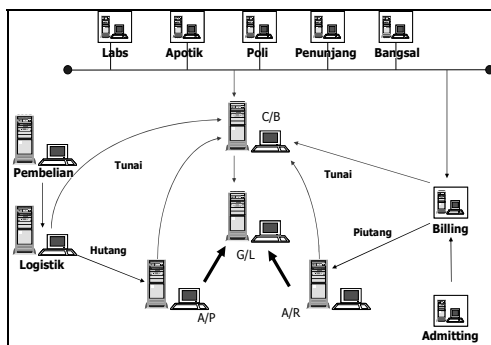 Labs
Apotik
Poli
Penunjang
Bangsal
C/B
Pembelian
Tunai
Tunai
Logistik
Hutang
G/L
Piutang
Billing
A/P
A/R
Admitting